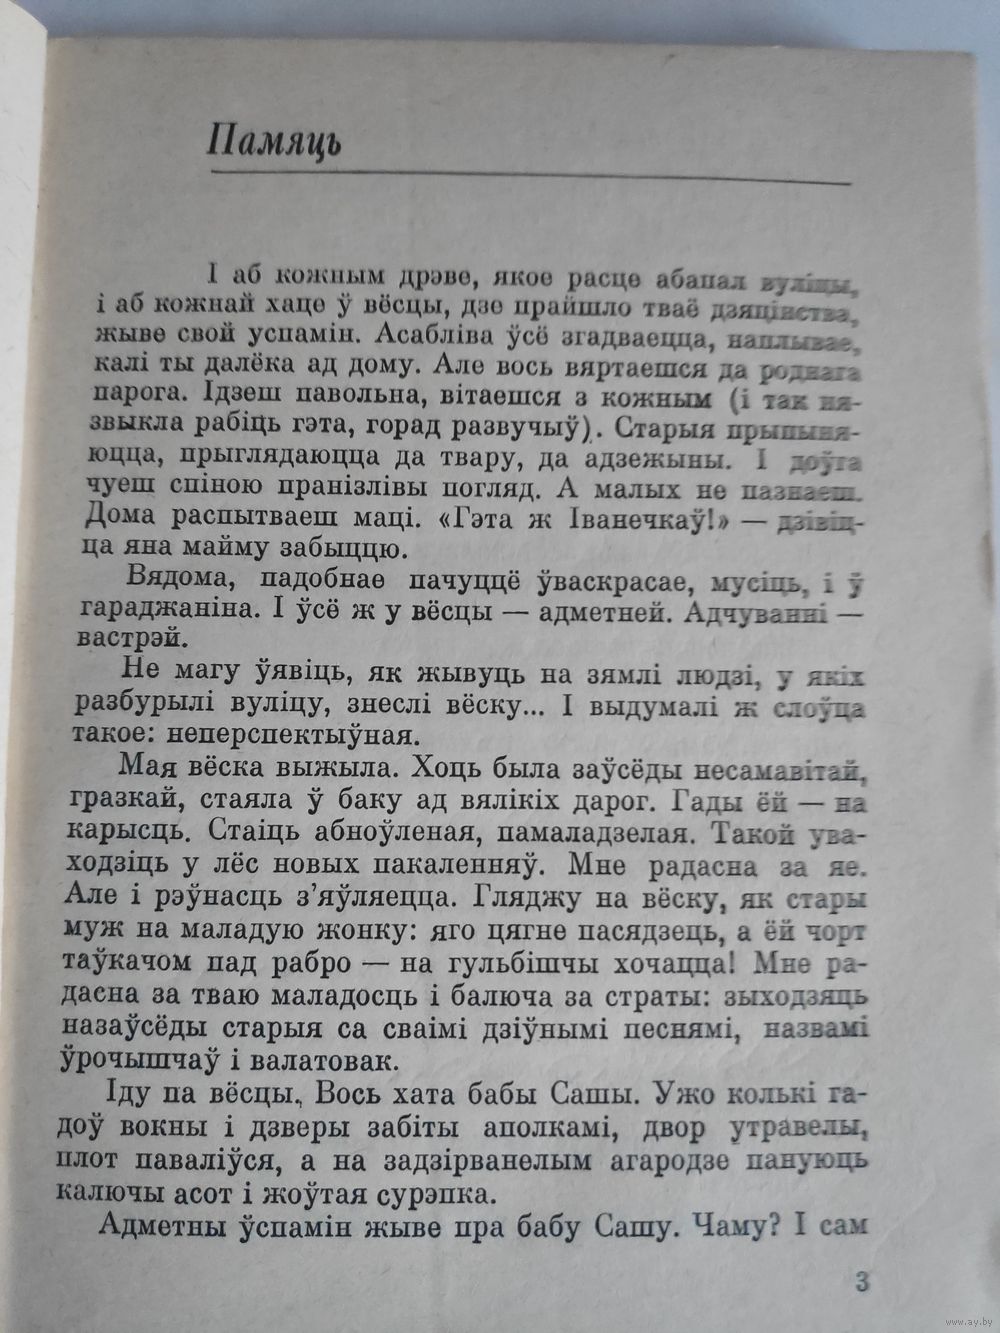 Памяць
І аб кожным дрэве, якое расце абапал вуліцы,
і аб кожнай хаце ў вёсцы, дзе прайшло тваё дзяцінства,
жыве свой успамін. Асабліва ўсё згадваецца, наплывае,
калі ты далёка ад дому. Але вось вяртаешся да роднага
парога. Ідзеш павольна, вітаешся з кожным (і так ня-
звыкла рабіць гэта, горад развучыў). Старыя прыпыня-
юцца, прыглядаюцца да твару, да адзежыны. І доўга
чуеш спіною пранізлівы погляд. А малых не пазнаеш.
Дома распытваеш маці. «Гэта ж Іванечкаў!» — дзівіц-
ца яна майму забыццю.
Вядома, падобнае пачуццё ўваскрасае, мусіць, і ў
гараджаніна. І ўсё ж у вёсцы — адметней. Адчуванні —
вастрэй.
Не магу ўявіць, як жывуць на зямлі людзі, у якіх
разбурылі вуліцу, знеслі вёску... І выдумалі ж слоўца
такое: неперспектыўная.
Мая вёска выжыла. Хоць была заўсёды несамавітай,
гразкай, стаяла ў баку ад вялікіх дарог. Гады ёй — на
карысць. Стаіць абноўленая, памаладзелая. Такой ува-
ходзіць у лёс новых пакаленняў. Мне радасна за яе.
Але і рэўнасць з’яўляецца. Гляджу на вёску, як стары
муж на маладую жонку: яго цягне пасядзець, а ёй чорт
таўкачом пад рабро — на гульбішчы хочацца! Мне ра-
дасна за тваю маладосць і балюча за страты: зыходзяць
назаўсёды старыя са сваімі дзіўнымі песнямі, назвамі
ўрочышчаў і валатовак.
Іду па вёсцы. Вось хата бабы Сашы. Ужо колькі га-
доў вокны і дзверы забіты аполкамі, двор утравелы,
плот паваліўся, а на задзірванелым агародзе пануюць
калючы асот і жоўтая сурэпка.
Адметны ўспамін жыве пра бабу Сашу. Чаму? І сам
3
www.ay.by